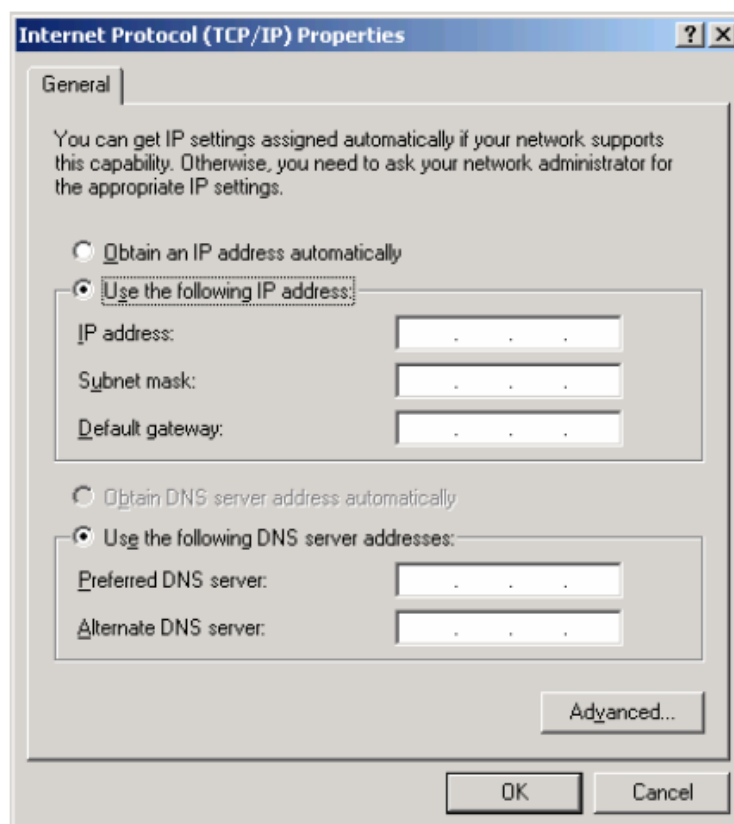 Internet Protocol (TCP/IP) Properties
General
You can get IP settings assigned automatically if your network supports
this capability. Otherwise, you need to ask your network administrator for
the appropriate IP settings.
Obtain an IP address automatically
Use the following IP address:
IP address:
Subnet mask:
Default gateway:
Obtain DNS server address automatically
Use the following DNS server addresses:
Preferred DNS server:
Alternate DNS server:
Advanced...
OK Cancel